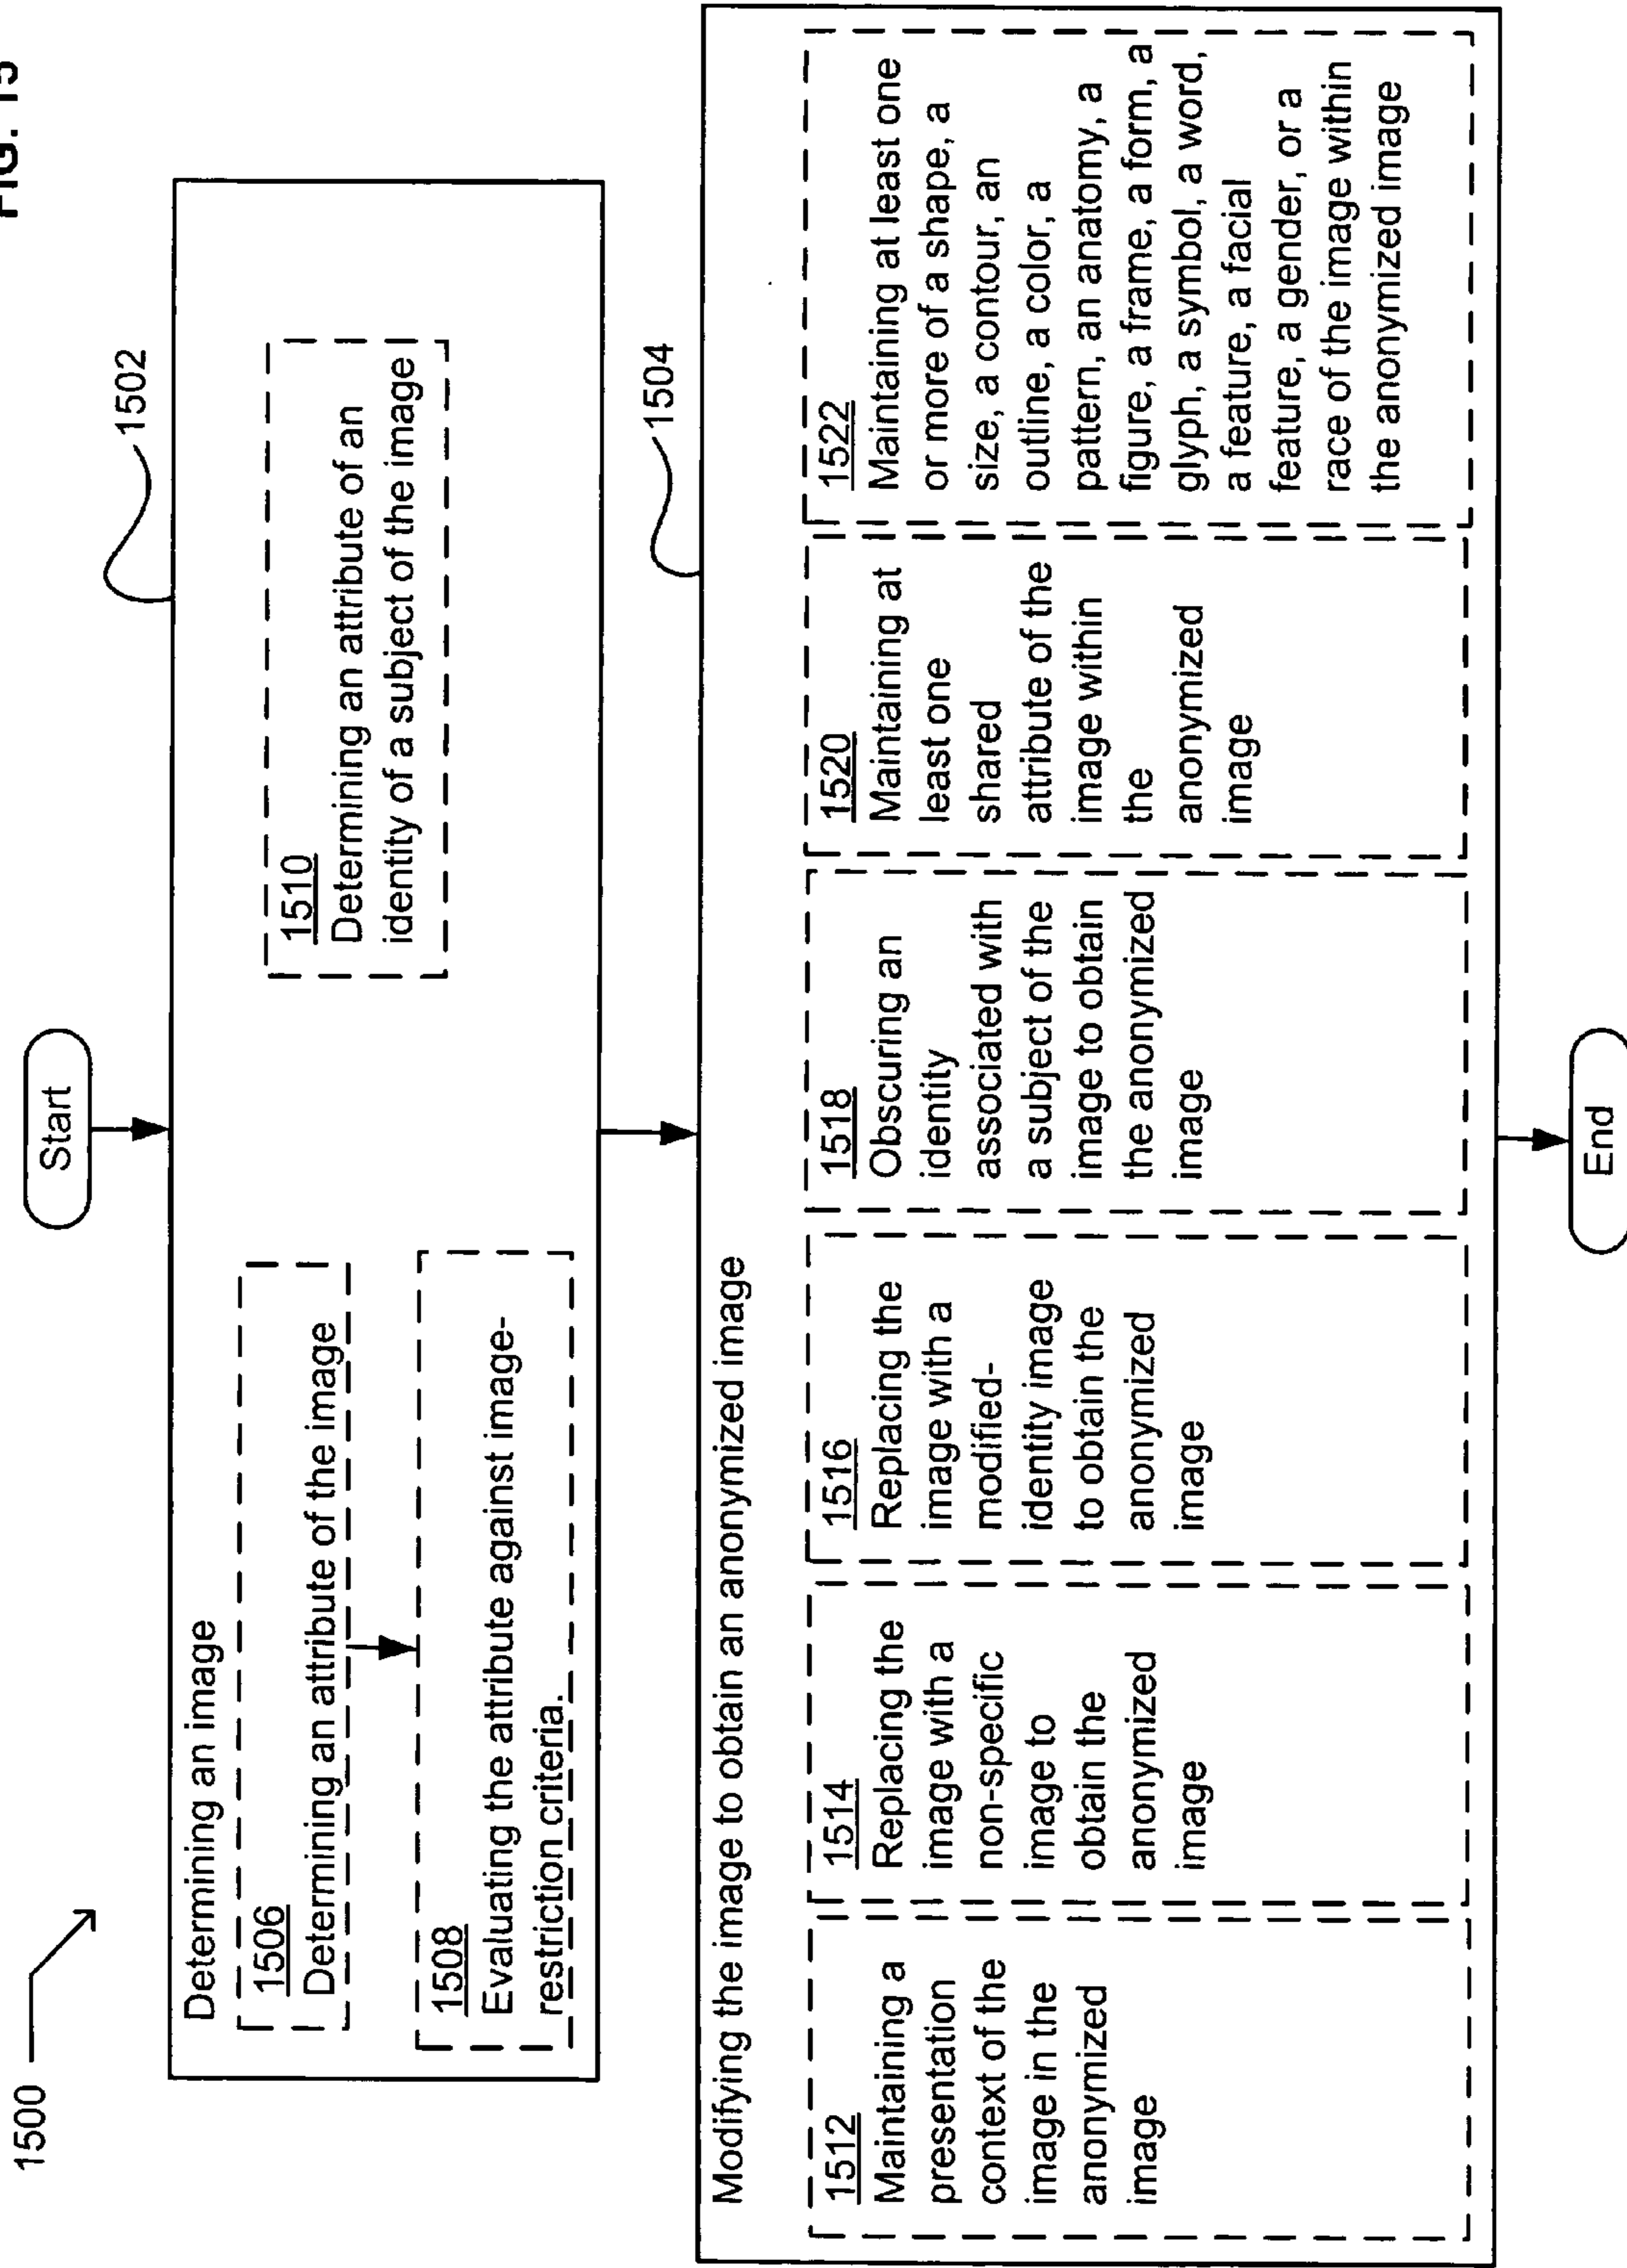 FIG. 15
1500
Start
1502
Determining an image
1506
Determining an attribute of the image
1508
Evaluating the attribute against image-
restriction criteria.
1510
Determining an attribute of an
identity of a subject of the image
1504
Modifying the image to obtain an anonymized image
1512
Maintaining a
presentation
context of the
image in the
anonymized
image
1514
Replacing the
image with a
non-specific
image to
obtain the
anonymized
image
1516
Replacing the
image with a
modified-
identity image
to obtain the
anonymized
image
1518
Obscuring an
identity
associated with
a subject of the
image to obtain
the anonymized
image
1520
Maintaining at
least one
shared
attribute of the
image within
the
anonymized
image
1522
Maintaining at least one
or more of a shape, a
size, a contour, an
outline, a color, a
pattern, an anatomy, a
figure, a frame, a form, a
glyph, a symbol, a word,
a feature, a facial
feature, a gender, or a
race of the image within
the anonymized image
End